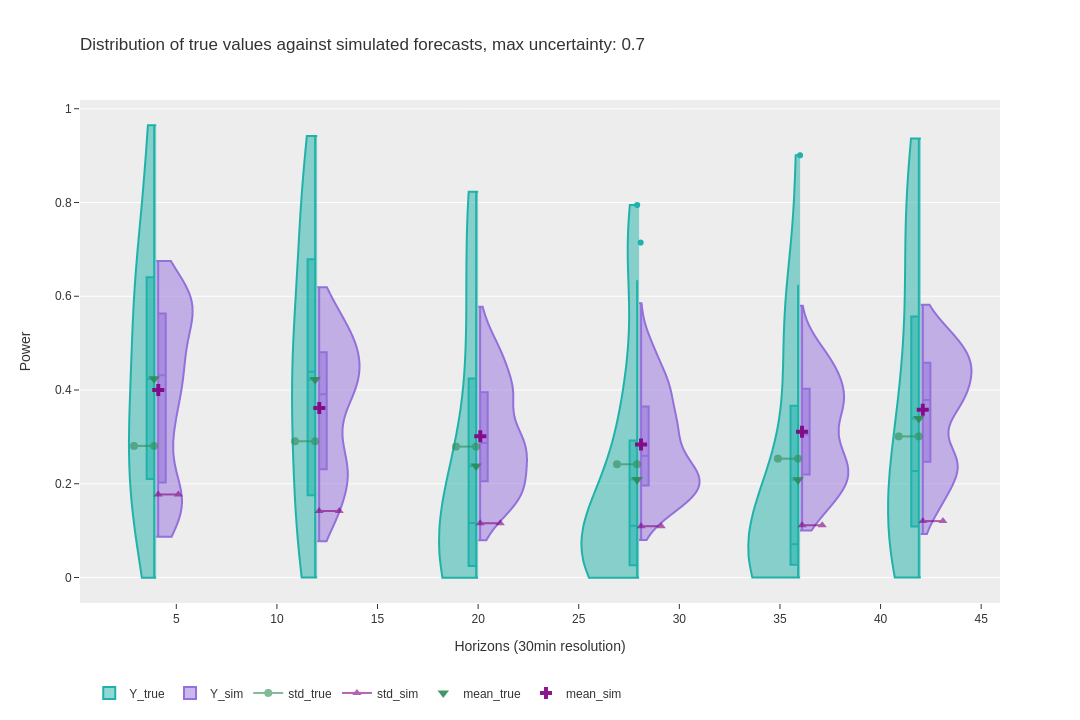 Distribution of true values against simulated forecasts, max uncertainty: 0.7
1
0.8
0.6
0.4
0.2
0
Power
5 10 15 20 25 30 35 40 45
Horizons (30min resolution)
Y_true Y_sim std_true std_sim mean_true mean_sim